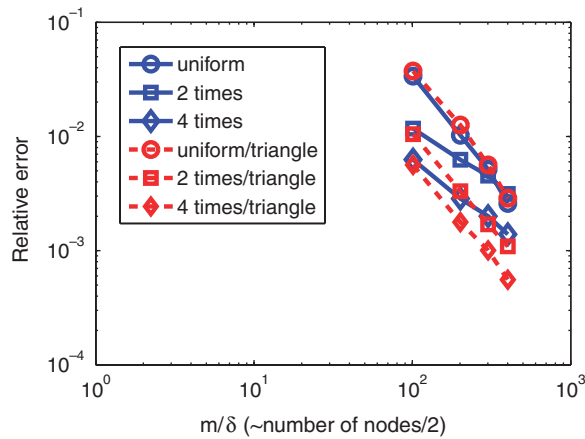 10⁻¹
10⁻²
10⁻³
10⁻⁴
Relative error
uniform
2 times
4 times
uniform/triangle
2 times/triangle
4 times/triangle
10⁰
10¹
10²
10³
m/δ (~number of nodes/2)